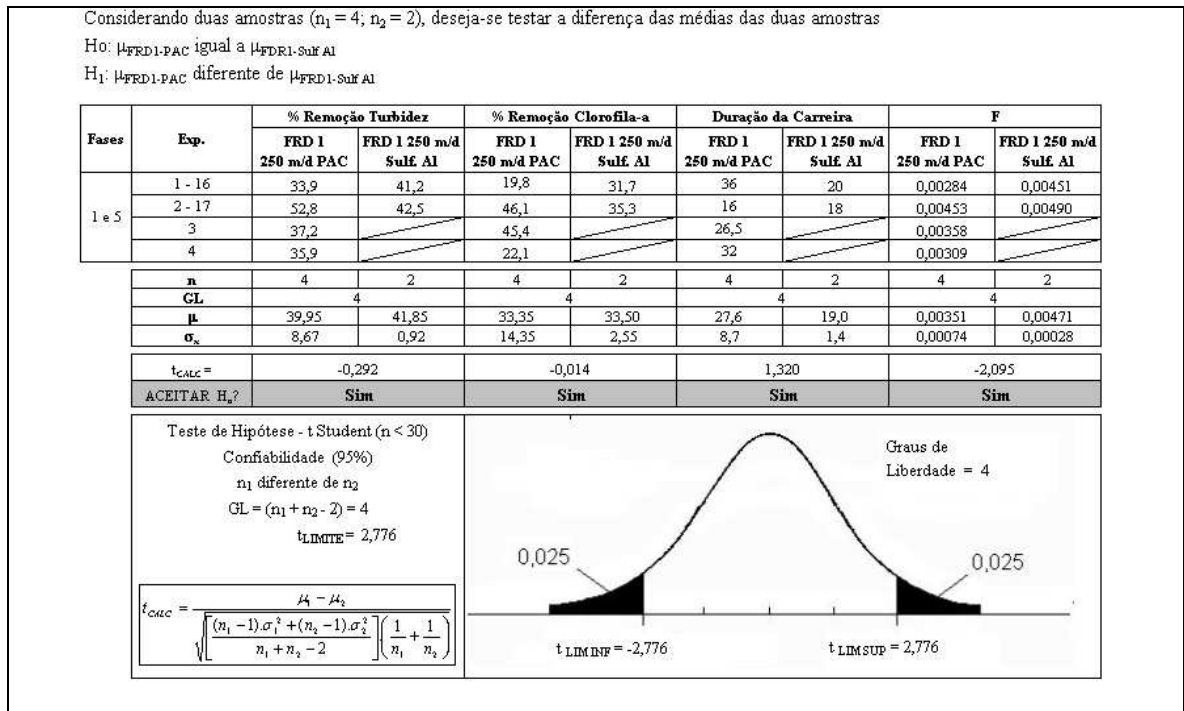 Considerando duas amostras (n1 = 4; n2 = 2), deseja-se testar a diferença das médias das duas amostras
Ho: μFRD1-PAC igual a μFDR1-Sulf Al
H1: μFRD1-PAC diferente de μFRD1-Sulf Al
Fases Exp. % Remoção Turbidez % Remoção Clorofila-a Duração da Carreira F
FRD 1 250 m/d PAC FRD 1 250 m/d Sulf. Al FRD 1 250 m/d PAC FRD 1 250 m/d Sulf. Al FRD 1 250 m/d PAC FRD 1 250 m/d Sulf. Al FRD 1 250 m/d PAC FRD 1 250 m/d Sulf. Al
1 e 5
1 - 16 33,9 41,2 19,8 31,7 36 20 0,00284 0,00451
2 - 17 52,8 42,5 46,1 35,3 16 18 0,00453 0,00490
3 37,2 45,4 26,5 0,00358
4 35,9 22,1 32 0,00309
n 4 2 4 2 4 2 4 2
GL 4 4 4 4
μ 39,95 41,85 33,35 33,50 27,6 19,0 0,00351 0,00471
σx 8,67 0,92 14,35 2,55 8,7 1,4 0,00074 0,00028
tCALC = -0,292 -0,014 1,320 -2,095
ACEITAR Ho? Sim Sim Sim Sim
Teste de Hipótese - t Student (n < 30)
Confiabilidade (95%)
n1 diferente de n2
GL = (n1 + n2 - 2) = 4
tLIMITE = 2,776
tCALC = μ1 − μ2 / √[((n1 − 1).σ1² + (n2 − 1).σ2²) / (n1 + n2 − 2)](1/n1 + 1/n2)
Graus de
Liberdade = 4
0,025
0,025
t LIM INF = -2,776
t LIM SUP = 2,776